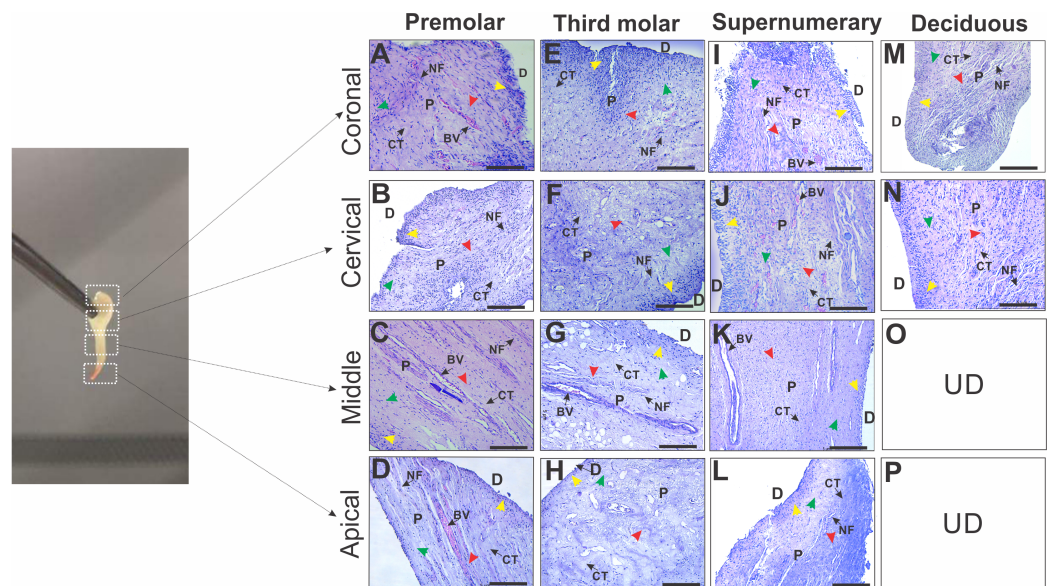 Premolar Third molar Supernumerary Deciduous
Coronal
A NF D P BV CT
E D CT P NF
I D CT NF P BV
M CT P NF D
Cervical
B D NF P CT
F CT P NF D
J BV P NF D CT
N P CT NF D
Middle
C NF P BV CT
G D CT BV P NF
K BV P CT D
O UD
Apical
D NF D P BV CT
H D P CT
L D CT NF P
P UD